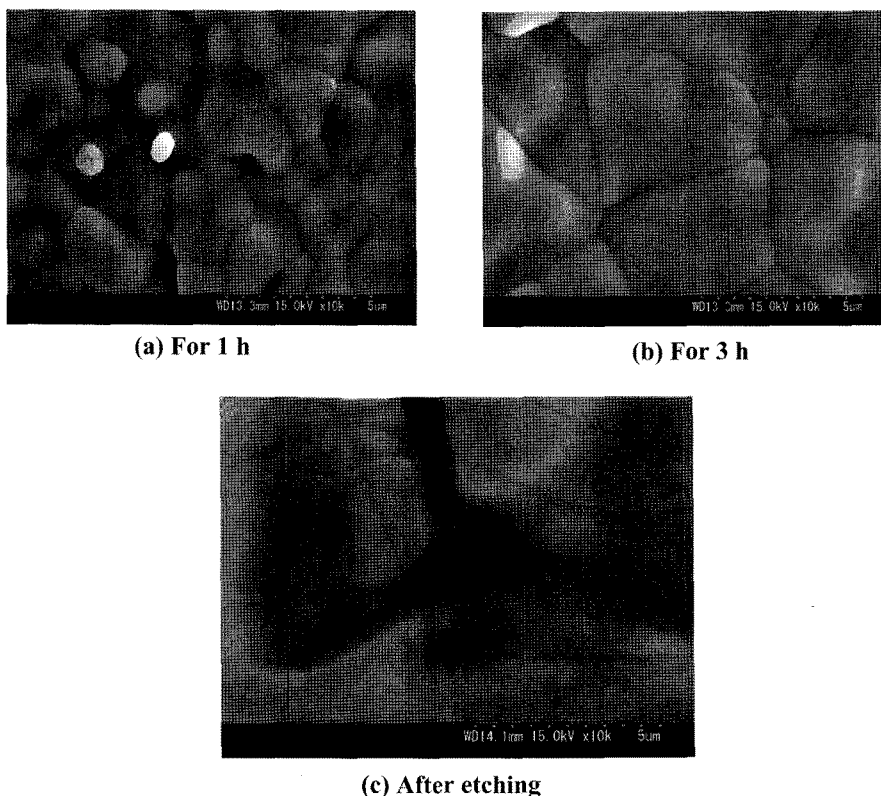 WD13.3mm 15.0kV x10k 5um
(a) For 1 h
WD13.3mm 15.0kV x10k 5um
(b) For 3 h
WD14.1mm 15.0kV x10k 5um
(c) After etching